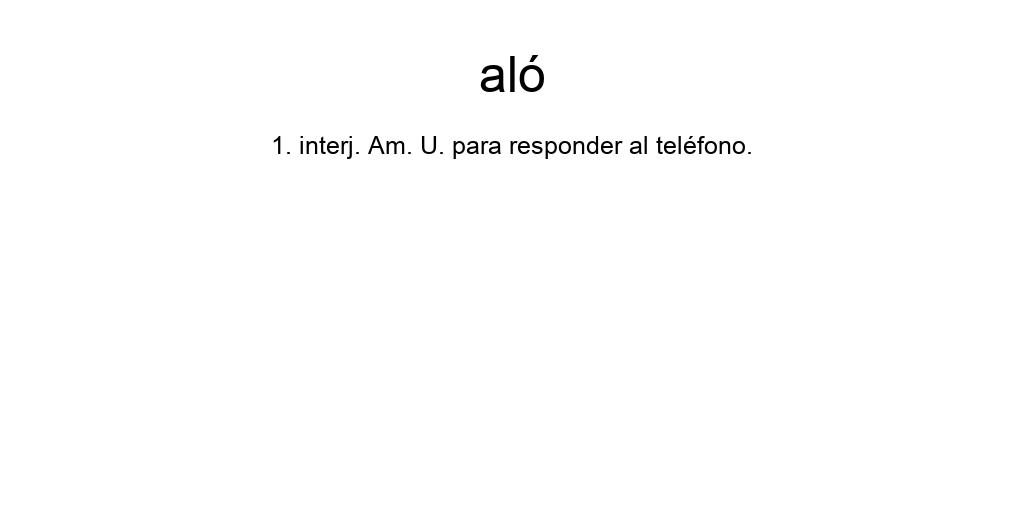 aló
1. interj. Am. U. para responder al teléfono.